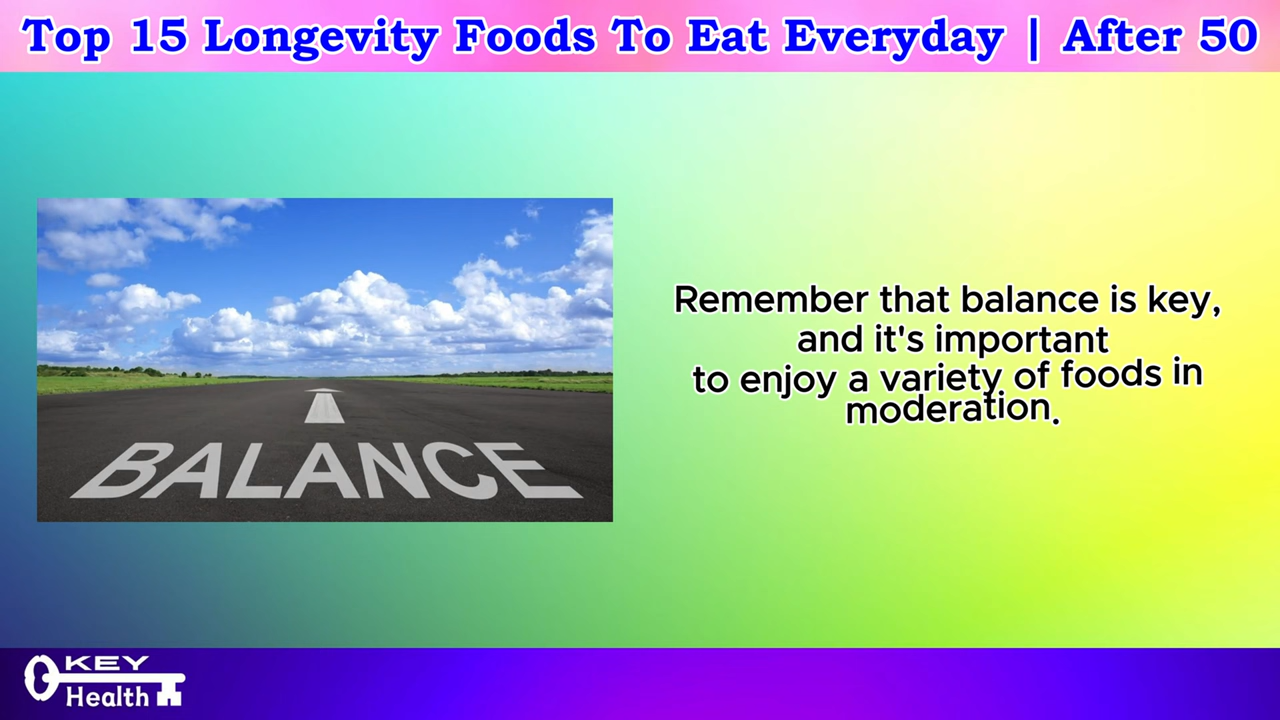 Top 15 Longevity Foods To Eat Everyday | After 50
BALANCE
Remember that balance is key,
and it's important
to enjoy a variety of foods in
moderation.
KEY
Health